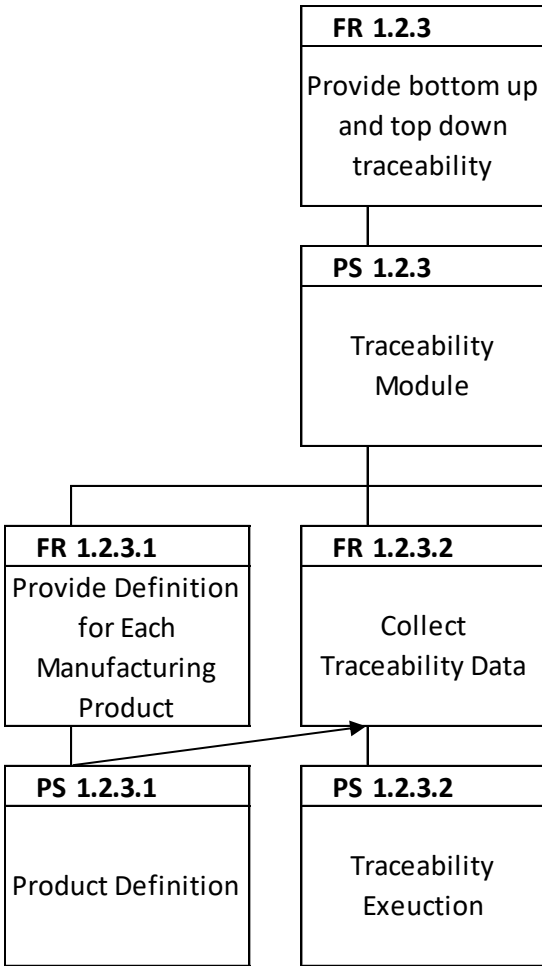 FR 1.2.3
Provide bottom up
and top down
traceability
PS 1.2.3
Traceability
Module
FR 1.2.3.1
Provide Definition
for Each
Manufacturing
Product
FR 1.2.3.2
Collect
Traceability Data
PS 1.2.3.1
Product Definition
PS 1.2.3.2
Traceability
Exeuction